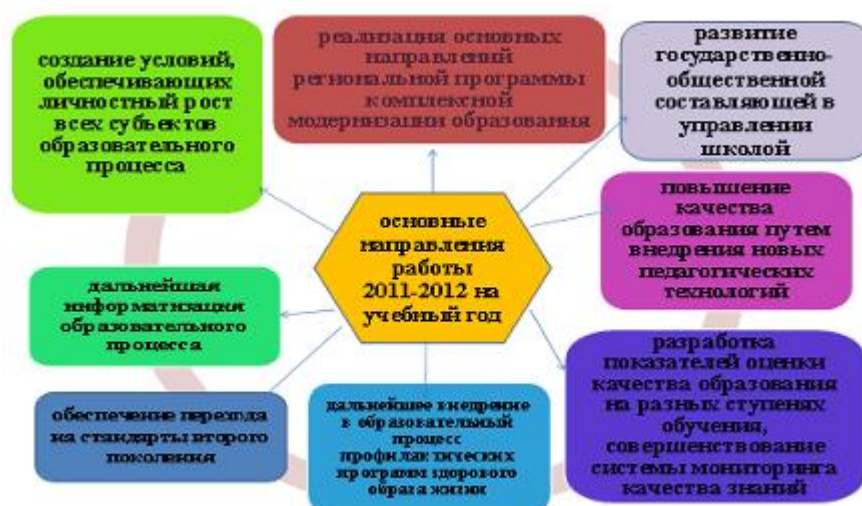 создание условий,
обеспечивающих
личностный рост
всех субъектов
образовательного
процесса
реализация основных
направлений
региональной программы
комплексной
модернизации образования
развитие
государственно-
общественной
составляющей в
управлении
школой
основные
направления
работы
2011-2012 на
учебный год
повышение
качества
образования путем
внедрения новых
педагогических
технологий
дальнейшая
информатизация
образовательного
процесса
разработка
показателей оценки
качества образования
на разных ступенях
обучения,
совершенствование
системы мониторинга
качества знаний
обеспечение перехода
на стандарты второго
поколения
дальнейшее внедрение
в образовательный
процесс
профилактических
программ здорового
образа жизни